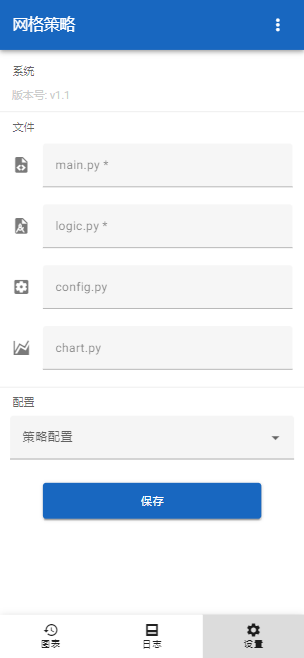 网格策略
系统
版本号: v1.1
文件
main.py *
logic.py *
config.py
chart.py
配置
策略配置
保存
图表
日志
设置